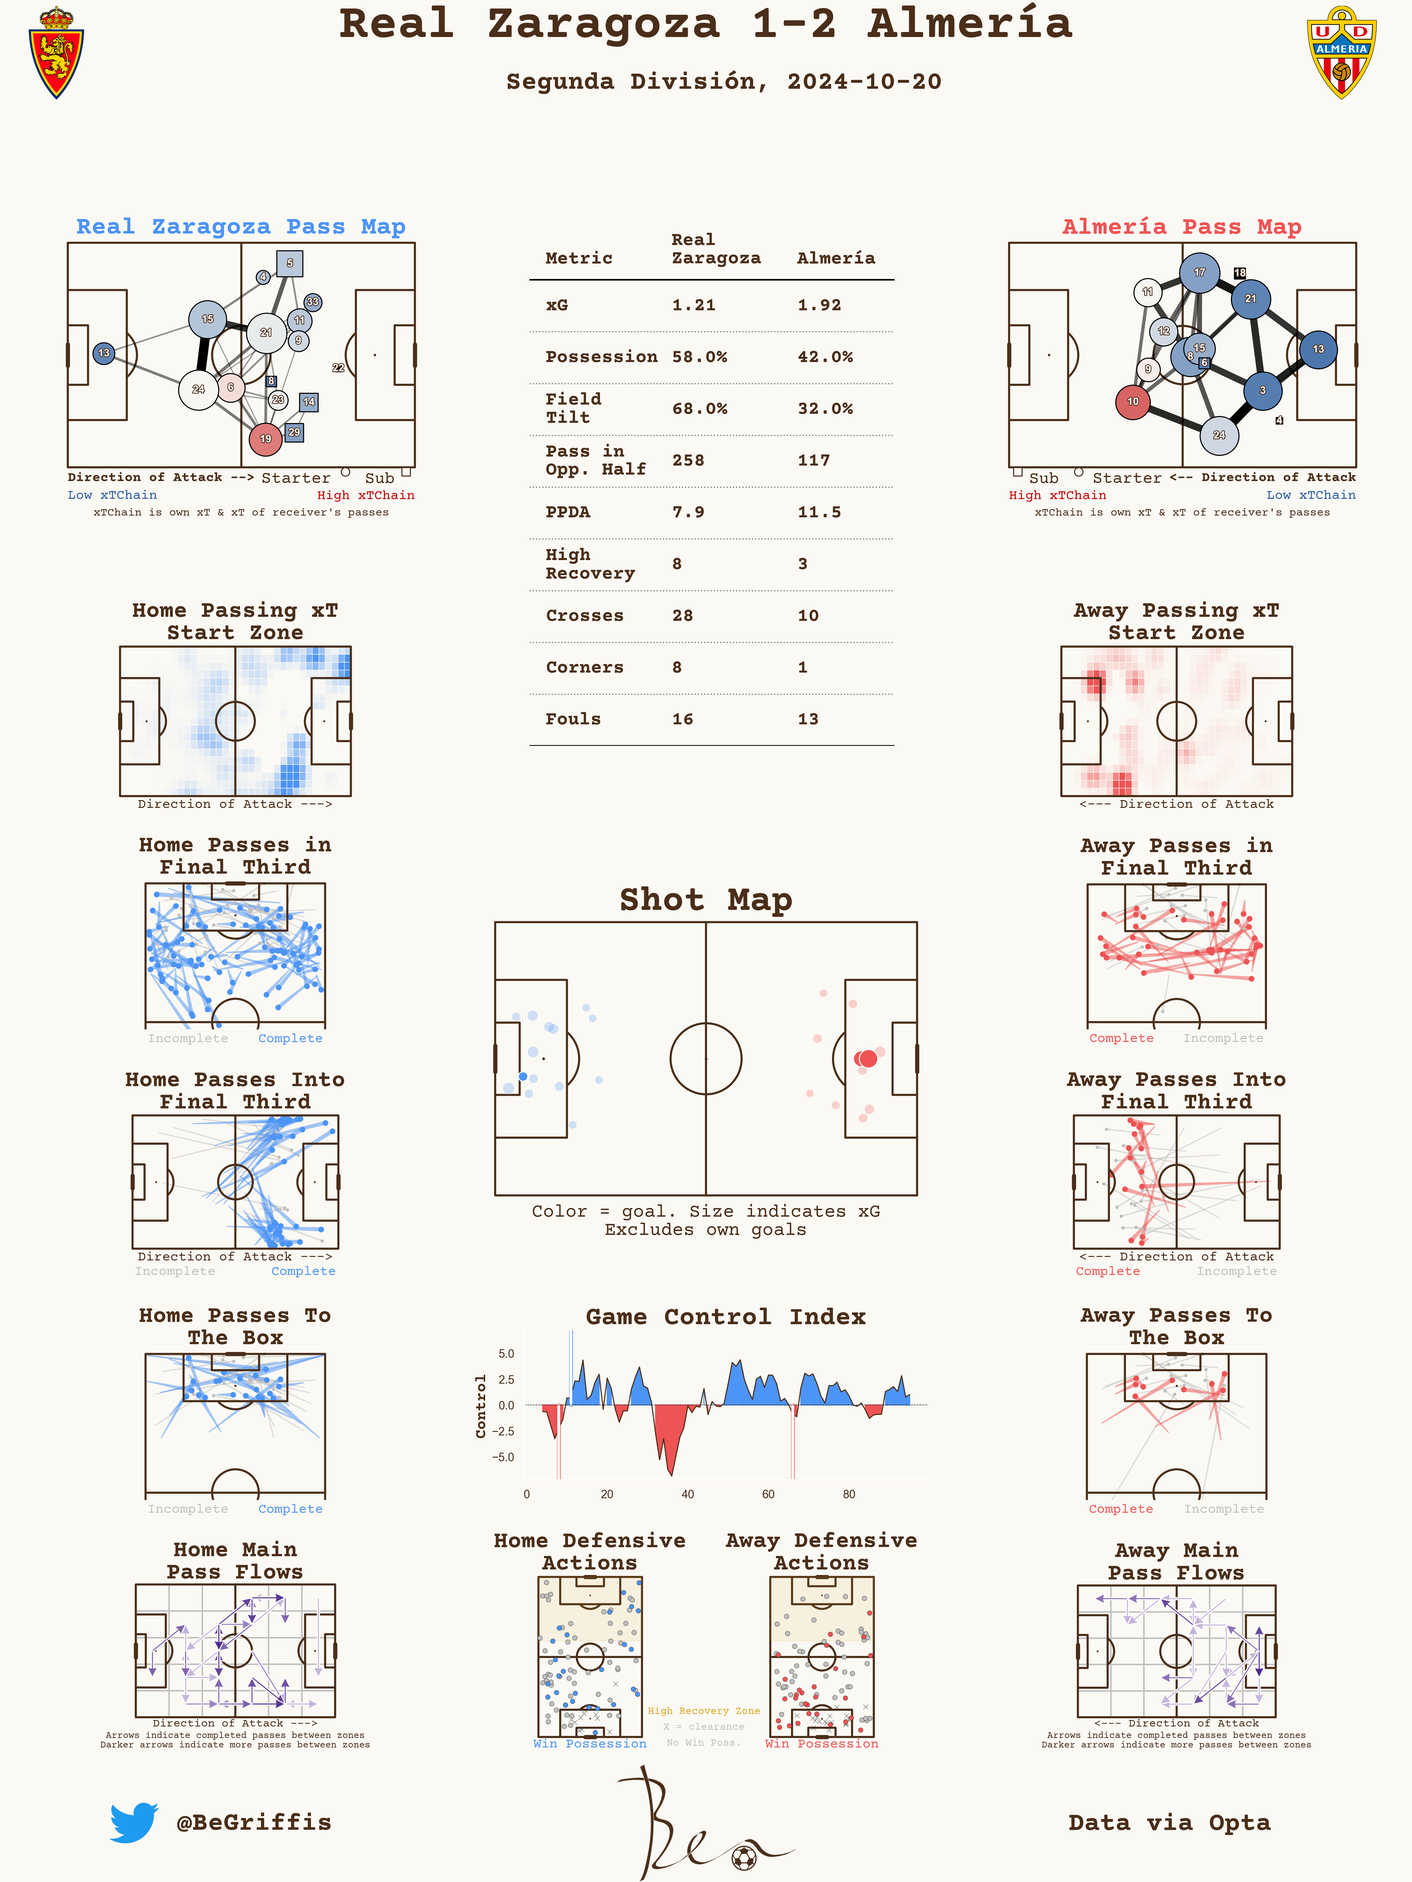 Real Zaragoza 1-2 Almería
Segunda División, 2024-10-20
U D
ALMERIA
Real Zaragoza Pass Map
5
4
33
15
11
21
9
13
22
8
24
6
23
14
19
29
Direction of Attack --> Starter Sub
Low xTChain High xTChain
xTChain is own xT & xT of receiver's passes
Metric Real Zaragoza Almería
xG 1.21 1.92
Possession 58.0% 42.0%
Field Tilt 68.0% 32.0%
Pass in Opp. Half 258 117
PPDA 7.9 11.5
High Recovery 8 3
Crosses 28 10
Corners 8 1
Fouls 16 13
Almería Pass Map
17
18
11
21
12
15
8
13
6
9
3
10
4
24
Sub Starter <-- Direction of Attack
High xTChain Low xTChain
xTChain is own xT & xT of receiver's passes
Home Passing xT
Start Zone
Direction of Attack --->
Away Passing xT
Start Zone
<--- Direction of Attack
Home Passes in
Final Third
Incomplete Complete
Away Passes in
Final Third
Complete Incomplete
Shot Map
Color = goal. Size indicates xG
Excludes own goals
Home Passes Into
Final Third
Direction of Attack --->
Incomplete Complete
Away Passes Into
Final Third
<--- Direction of Attack
Complete Incomplete
Home Passes To
The Box
Incomplete Complete
Game Control Index
Control
5.0
2.5
0.0
−2.5
−5.0
0 20 40 60 80
Away Passes To
The Box
Complete Incomplete
Home Main
Pass Flows
Direction of Attack --->
Arrows indicate completed passes between zones
Darker arrows indicate more passes between zones
Home Defensive
Actions
Win Possession
Away Defensive
Actions
Win Possession
High Recovery Zone
X = clearance
No Win Poss.
Away Main
Pass Flows
<--- Direction of Attack
Arrows indicate completed passes between zones
Darker arrows indicate more passes between zones
@BeGriffis
Ben
Data via Opta